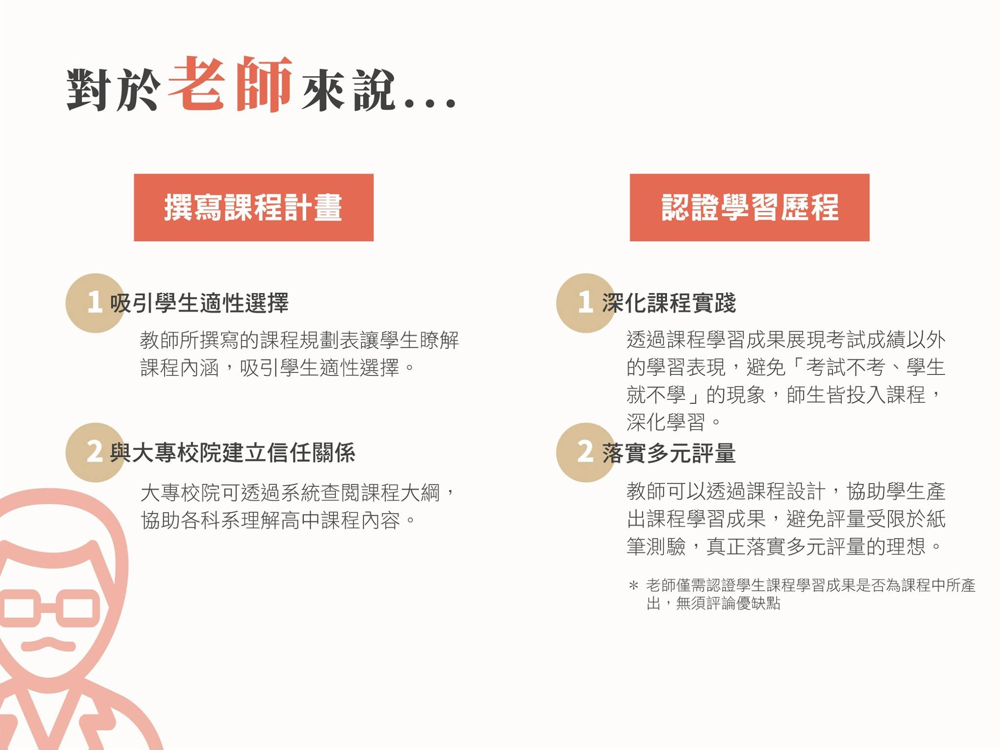 對於老師來說...
撰寫課程計畫
1 吸引學生適性選擇
教師所撰寫的課程規劃表讓學生瞭解
課程內涵，吸引學生適性選擇。
2 與大專校院建立信任關係
大專校院可透過系統查閱課程大綱，
協助各科系理解高中課程內容。
認證學習歷程
1 深化課程實踐
透過課程學習成果展現考試成績以外
的學習表現，避免「考試不考、學生
就不學」的現象，師生皆投入課程，
深化學習。
2 落實多元評量
教師可以透過課程設計，協助學生產
出課程學習成果，避免評量受限於紙
筆測驗，真正落實多元評量的理想。
＊ 老師僅需認證學生課程學習成果是否為課程中所產
出，無須評論優缺點